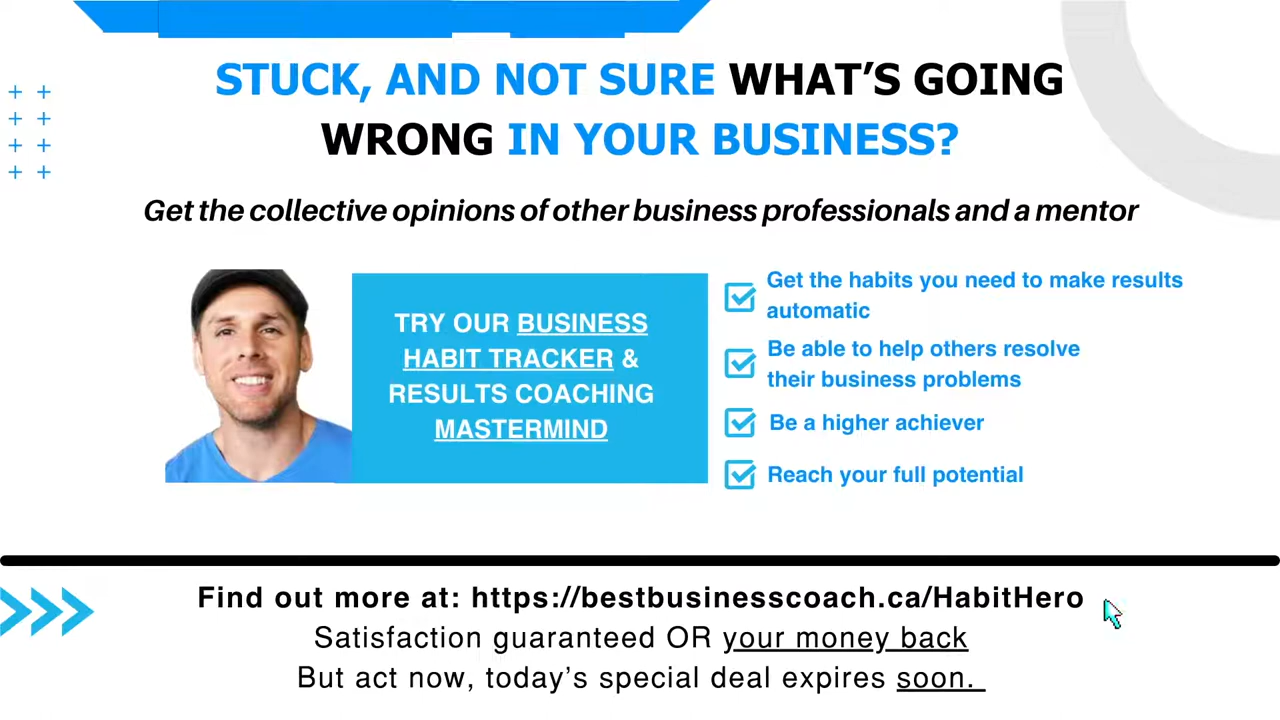 STUCK, AND NOT SURE WHAT’S GOING
WRONG IN YOUR BUSINESS?
Get the collective opinions of other business professionals and a mentor
TRY OUR BUSINESS
HABIT TRACKER &
RESULTS COACHING
MASTERMIND
Get the habits you need to make results
automatic
Be able to help others resolve
their business problems
Be a higher achiever
Reach your full potential
Find out more at: https://bestbusinesscoach.ca/HabitHero
Satisfaction guaranteed OR your money back
But act now, today’s special deal expires soon.